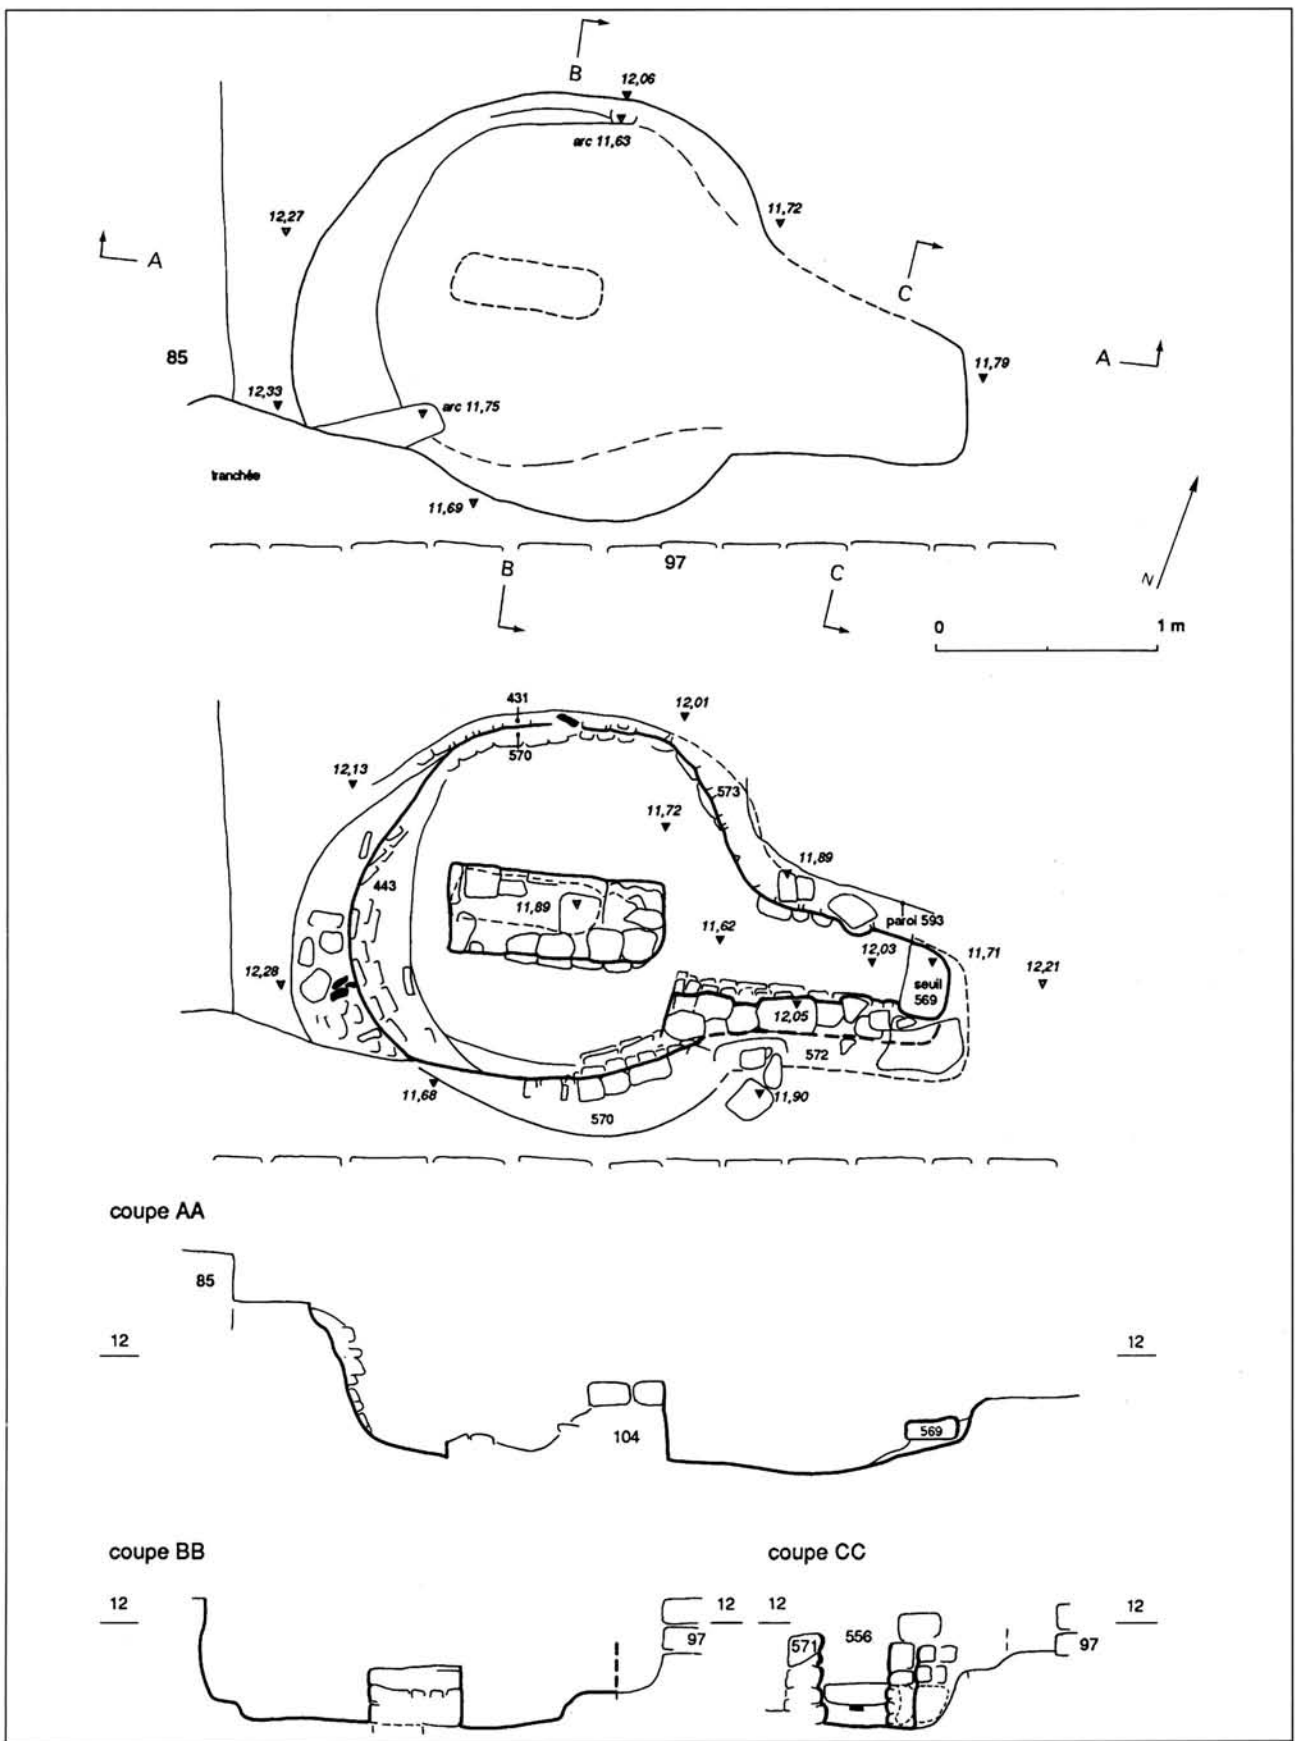 B
12,06
arc 11,63
12,27
11,72
A
C
85
A
11,79
12,33
arc 11,75
tranchée
11,69
97
N
B
C
0 1 m
431
12,01
570
12,13
573
11,72
11,89
443
11,89
paroi 593
11,62
12,03
11,71
12,28
seuil
569
12,21
12,05
572
11,68
11,90
570
coupe AA
85
12 12
104
569
coupe BB coupe CC
12 12 12 12
97 571 556 97